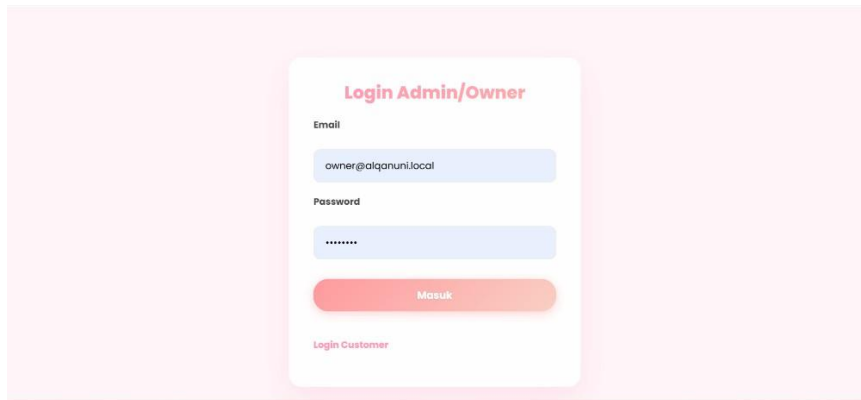 Login Admin/Owner
Email
owner@alqanuni.local
Password
••••••••
Masuk
Login Customer